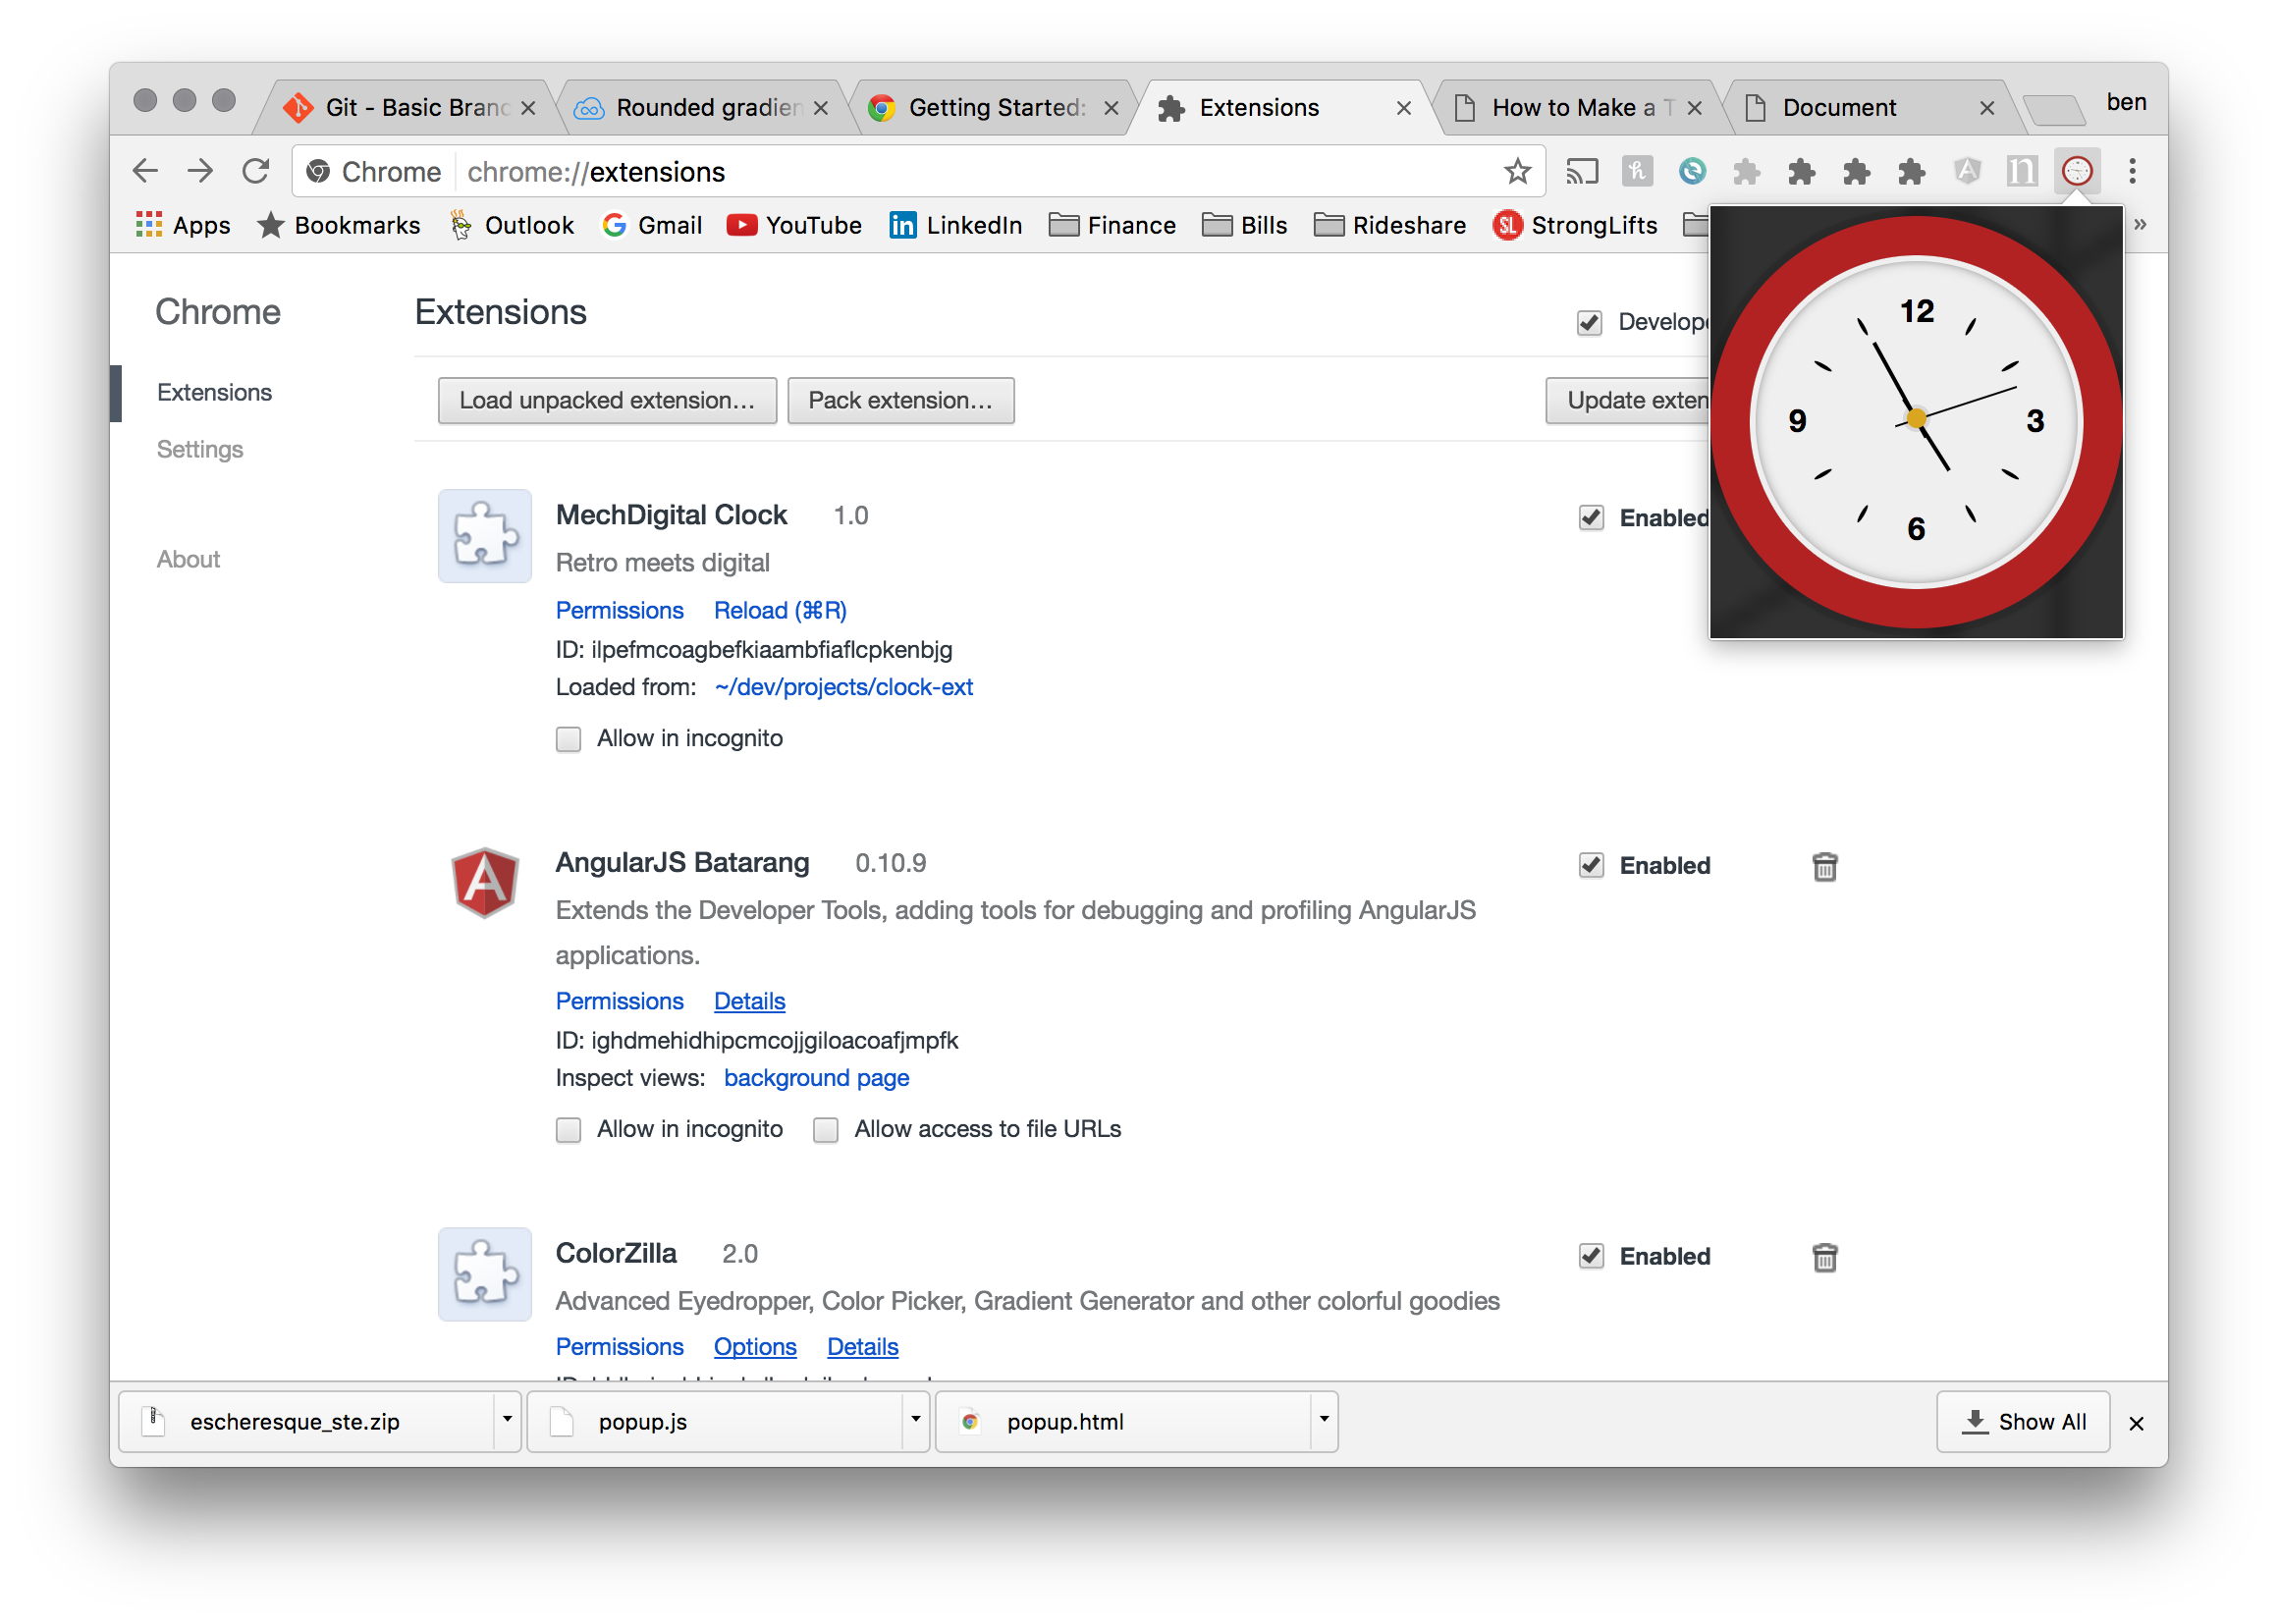 Git - Basic Branc
Rounded gradien
Getting Started:
Extensions
How to Make a T
Document
ben
Chrome chrome://extensions
Apps Bookmarks Outlook Gmail YouTube LinkedIn Finance Bills Rideshare StrongLifts »
Chrome
Extensions
Settings
About
Extensions
Develope
Load unpacked extension...
Pack extension...
Update exten
MechDigital Clock 1.0
Enabled
Retro meets digital
Permissions Reload (⌘R)
ID: ilpefmcoagbefkiaambfiaflcpkenbjg
Loaded from: ~/dev/projects/clock-ext
Allow in incognito
12
9
3
6
AngularJS Batarang 0.10.9
Enabled
Extends the Developer Tools, adding tools for debugging and profiling AngularJS
applications.
Permissions Details
ID: ighdmehidhipcmcojjgiloacoafjmpfk
Inspect views: background page
Allow in incognito Allow access to file URLs
ColorZilla 2.0
Enabled
Advanced Eyedropper, Color Picker, Gradient Generator and other colorful goodies
Permissions Options Details
escheresque_ste.zip
popup.js
popup.html
Show All